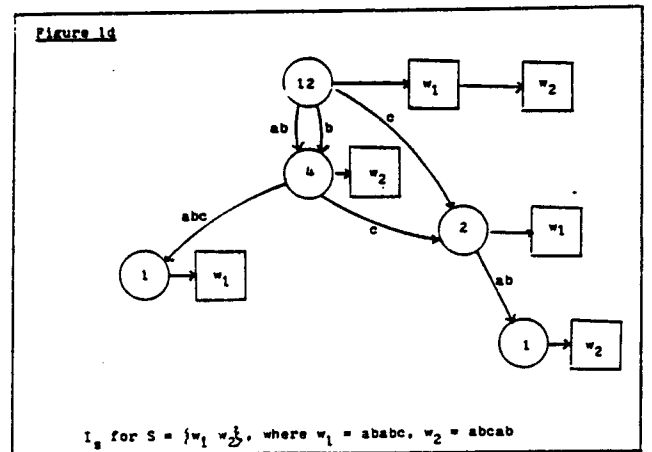 Figure 1d
12
w1
w2
c
ab
b
4
w2
abc
c
2
w1
1
w1
ab
1
w2
Is for S = {w1 w2}, where w1 = ababc, w2 = abcab